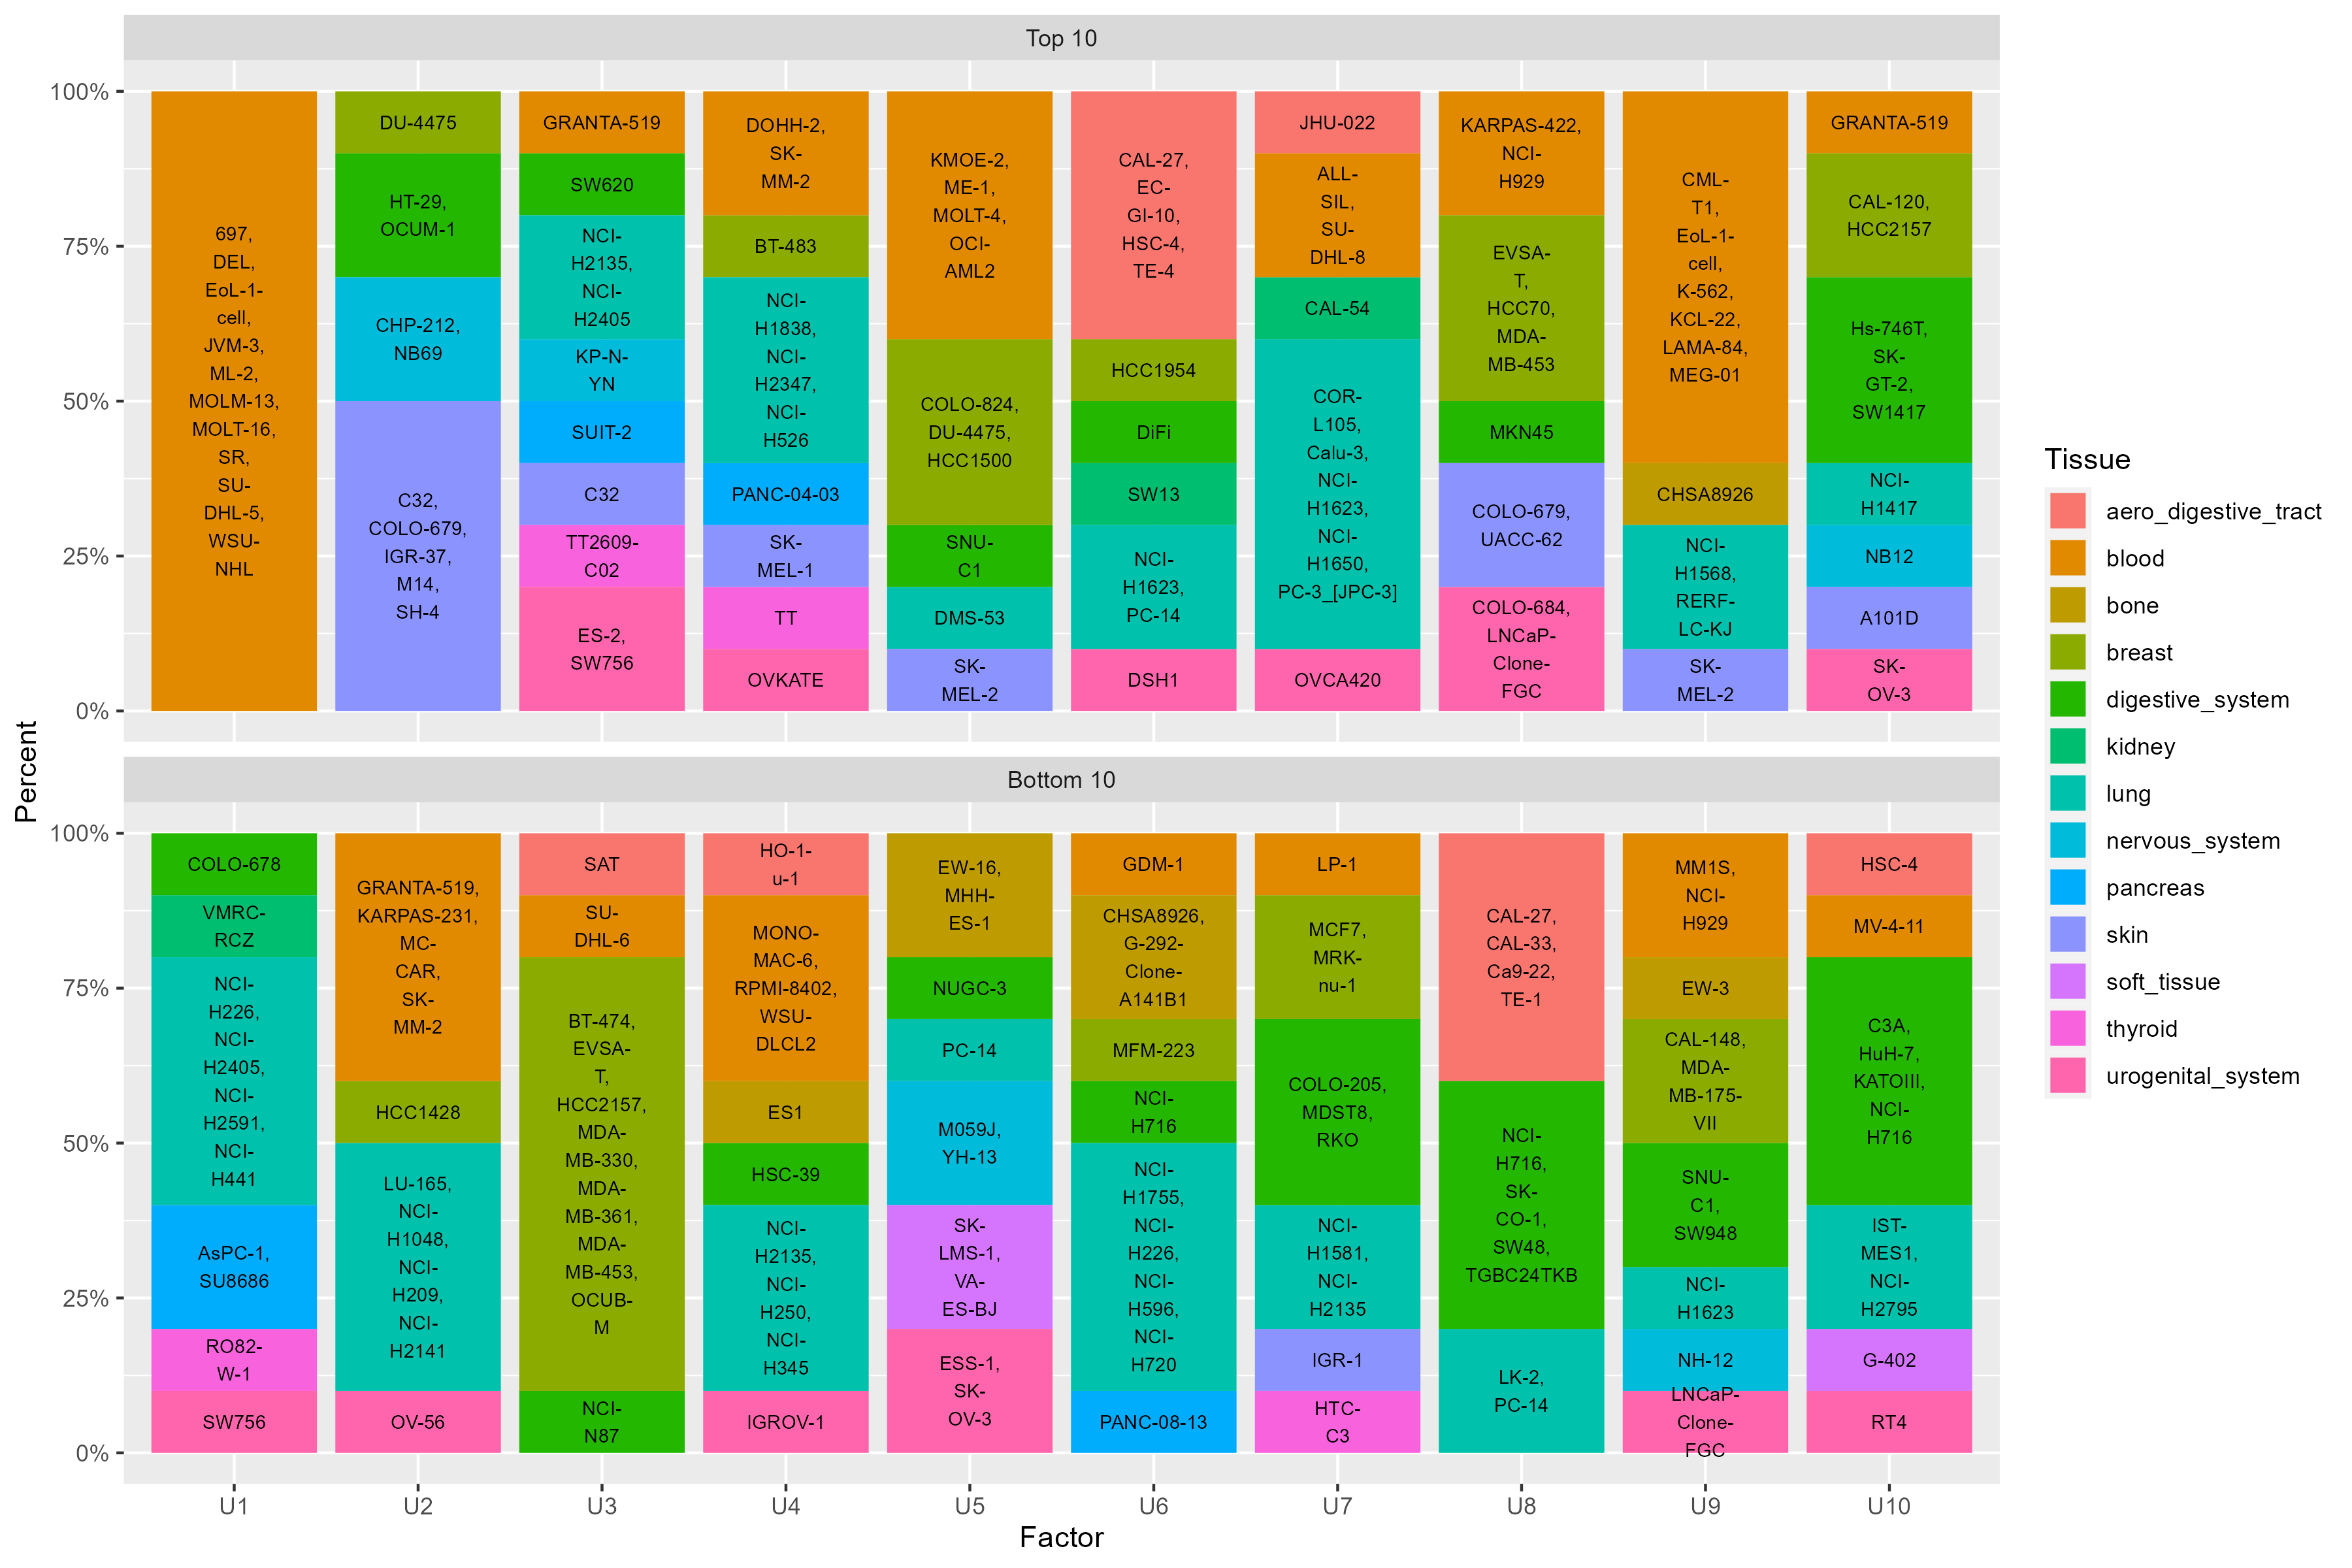 Top 10
Percent
100%
75%
50%
25%
0%
697,
DEL,
EoL-1-
cell,
JVM-3,
ML-2,
MOLM-13,
MOLT-16,
SR,
SU-
DHL-5,
WSU-
NHL
DU-4475
HT-29,
OCUM-1
CHP-212,
NB69
C32,
COLO-679,
IGR-37,
M14,
SH-4
GRANTA-519
SW620
NCI-
H2135,
NCI-
H2405
KP-N-
YN
SUIT-2
C32
TT2609-
C02
ES-2,
SW756
DOHH-2,
SK-
MM-2
BT-483
NCI-
H1838,
NCI-
H2347,
NCI-
H526
PANC-04-03
SK-
MEL-1
TT
OVKATE
KMOE-2,
ME-1,
MOLT-4,
OCI-
AML2
COLO-824,
DU-4475,
HCC1500
SNU-
C1
DMS-53
SK-
MEL-2
CAL-27,
EC-
GI-10,
HSC-4,
TE-4
HCC1954
DiFi
SW13
NCI-
H1623,
PC-14
DSH1
JHU-022
ALL-
SIL,
SU-
DHL-8
CAL-54
COR-
L105,
Calu-3,
NCI-
H1623,
NCI-
H1650,
PC-3_[JPC-3]
OVCA420
KARPAS-422,
NCI-
H929
EVSA-
T,
HCC70,
MDA-
MB-453
MKN45
COLO-679,
UACC-62
COLO-684,
LNCaP-
Clone-
FGC
CML-
T1,
EoL-1-
cell,
K-562,
KCL-22,
LAMA-84,
MEG-01
CHSA8926
NCI-
H1568,
RERF-
LC-KJ
SK-
MEL-2
GRANTA-519
CAL-120,
HCC2157
Hs-746T,
SK-
GT-2,
SW1417
NCI-
H1417
NB12
A101D
SK-
OV-3
Bottom 10
100%
75%
50%
25%
0%
COLO-678
VMRC-
RCZ
NCI-
H226,
NCI-
H2405,
NCI-
H2591,
NCI-
H441
AsPC-1,
SU8686
RO82-
W-1
SW756
GRANTA-519,
KARPAS-231,
MC-
CAR,
SK-
MM-2
HCC1428
LU-165,
NCI-
H1048,
NCI-
H209,
NCI-
H2141
OV-56
SAT
SU-
DHL-6
BT-474,
EVSA-
T,
HCC2157,
MDA-
MB-330,
MDA-
MB-361,
MDA-
MB-453,
OCUB-
M
NCI-
N87
HO-1-
u-1
MONO-
MAC-6,
RPMI-8402,
WSU-
DLCL2
ES1
HSC-39
NCI-
H2135,
NCI-
H250,
NCI-
H345
IGROV-1
EW-16,
MHH-
ES-1
NUGC-3
PC-14
M059J,
YH-13
SK-
LMS-1,
VA-
ES-BJ
ESS-1,
SK-
OV-3
GDM-1
CHSA8926,
G-292-
Clone-
A141B1
MFM-223
NCI-
H716
NCI-
H1755,
NCI-
H226,
NCI-
H596,
NCI-
H720
PANC-08-13
LP-1
MCF7,
MRK-
nu-1
COLO-205,
MDST8,
RKO
NCI-
H1581,
NCI-
H2135
IGR-1
HTC-
C3
CAL-27,
CAL-33,
Ca9-22,
TE-1
NCI-
H716,
SK-
CO-1,
SW48,
TGBC24TKB
LK-2,
PC-14
MM1S,
NCI-
H929
EW-3
CAL-148,
MDA-
MB-175-
VII
SNU-
C1,
SW948
NCI-
H1623
NH-12
LNCaP-
Clone-
FGC
HSC-4
MV-4-11
C3A,
HuH-7,
KATOIII,
NCI-
H716
IST-
MES1,
NCI-
H2795
G-402
RT4
U1 U2 U3 U4 U5 U6 U7 U8 U9 U10
Factor
Tissue
aero_digestive_tract
blood
bone
breast
digestive_system
kidney
lung
nervous_system
pancreas
skin
soft_tissue
thyroid
urogenital_system